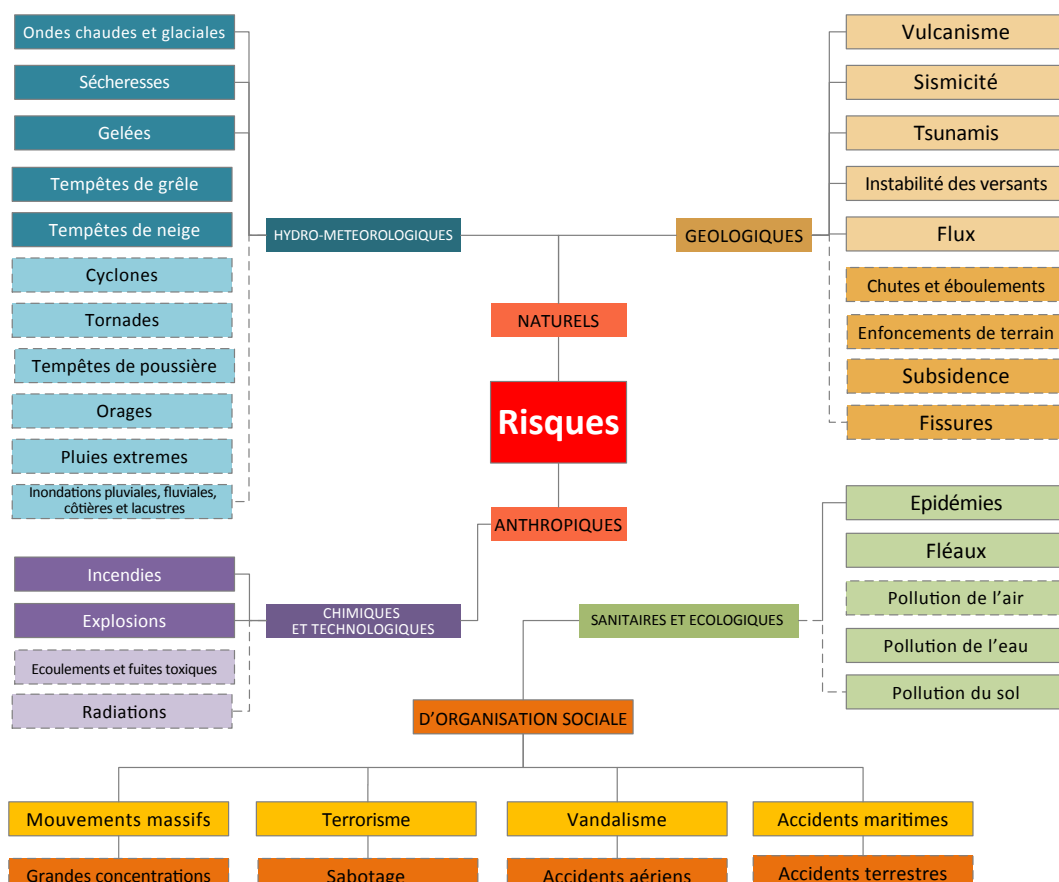 Ondes chaudes et glaciales
Sécheresses
Gelées
Tempêtes de grêle
Tempêtes de neige
Cyclones
Tornades
Tempêtes de poussière
Orages
Pluies extremes
Inondations pluviales, fluviales,
côtières et lacustres
HYDRO-METEOROLOGIQUES
GEOLOGIQUES
Vulcanisme
Sismicité
Tsunamis
Instabilité des versants
Flux
Chutes et éboulements
Enfoncements de terrain
Subsidence
Fissures
NATURELS
Risques
ANTHROPIQUES
Incendies
Explosions
Ecoulements et fuites toxiques
Radiations
CHIMIQUES
ET TECHNOLOGIQUES
SANITAIRES ET ECOLOGIQUES
Epidémies
Fléaux
Pollution de l’air
Pollution de l’eau
Pollution du sol
D’ORGANISATION SOCIALE
Mouvements massifs
Terrorisme
Vandalisme
Accidents maritimes
Grandes concentrations
Sabotage
Accidents aériens
Accidents terrestres